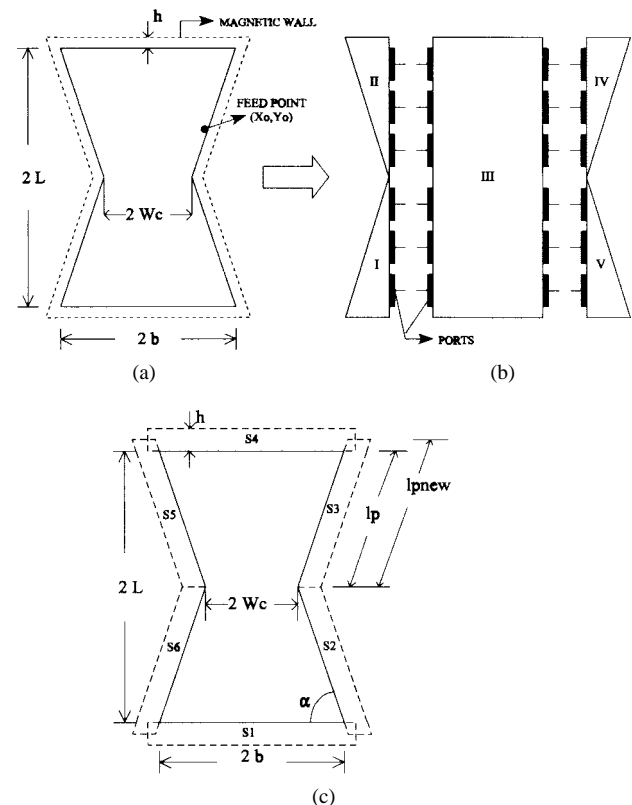 h
MAGNETIC WALL
FEED POINT
(Xo,Yo)
2 L
2 Wc
2 b
(a)
II
IV
III
I
V
PORTS
(b)
h
S4
lpnew
lp
S5
S3
2 L
2 Wc
S6
S2
α
S1
2 b
(c)